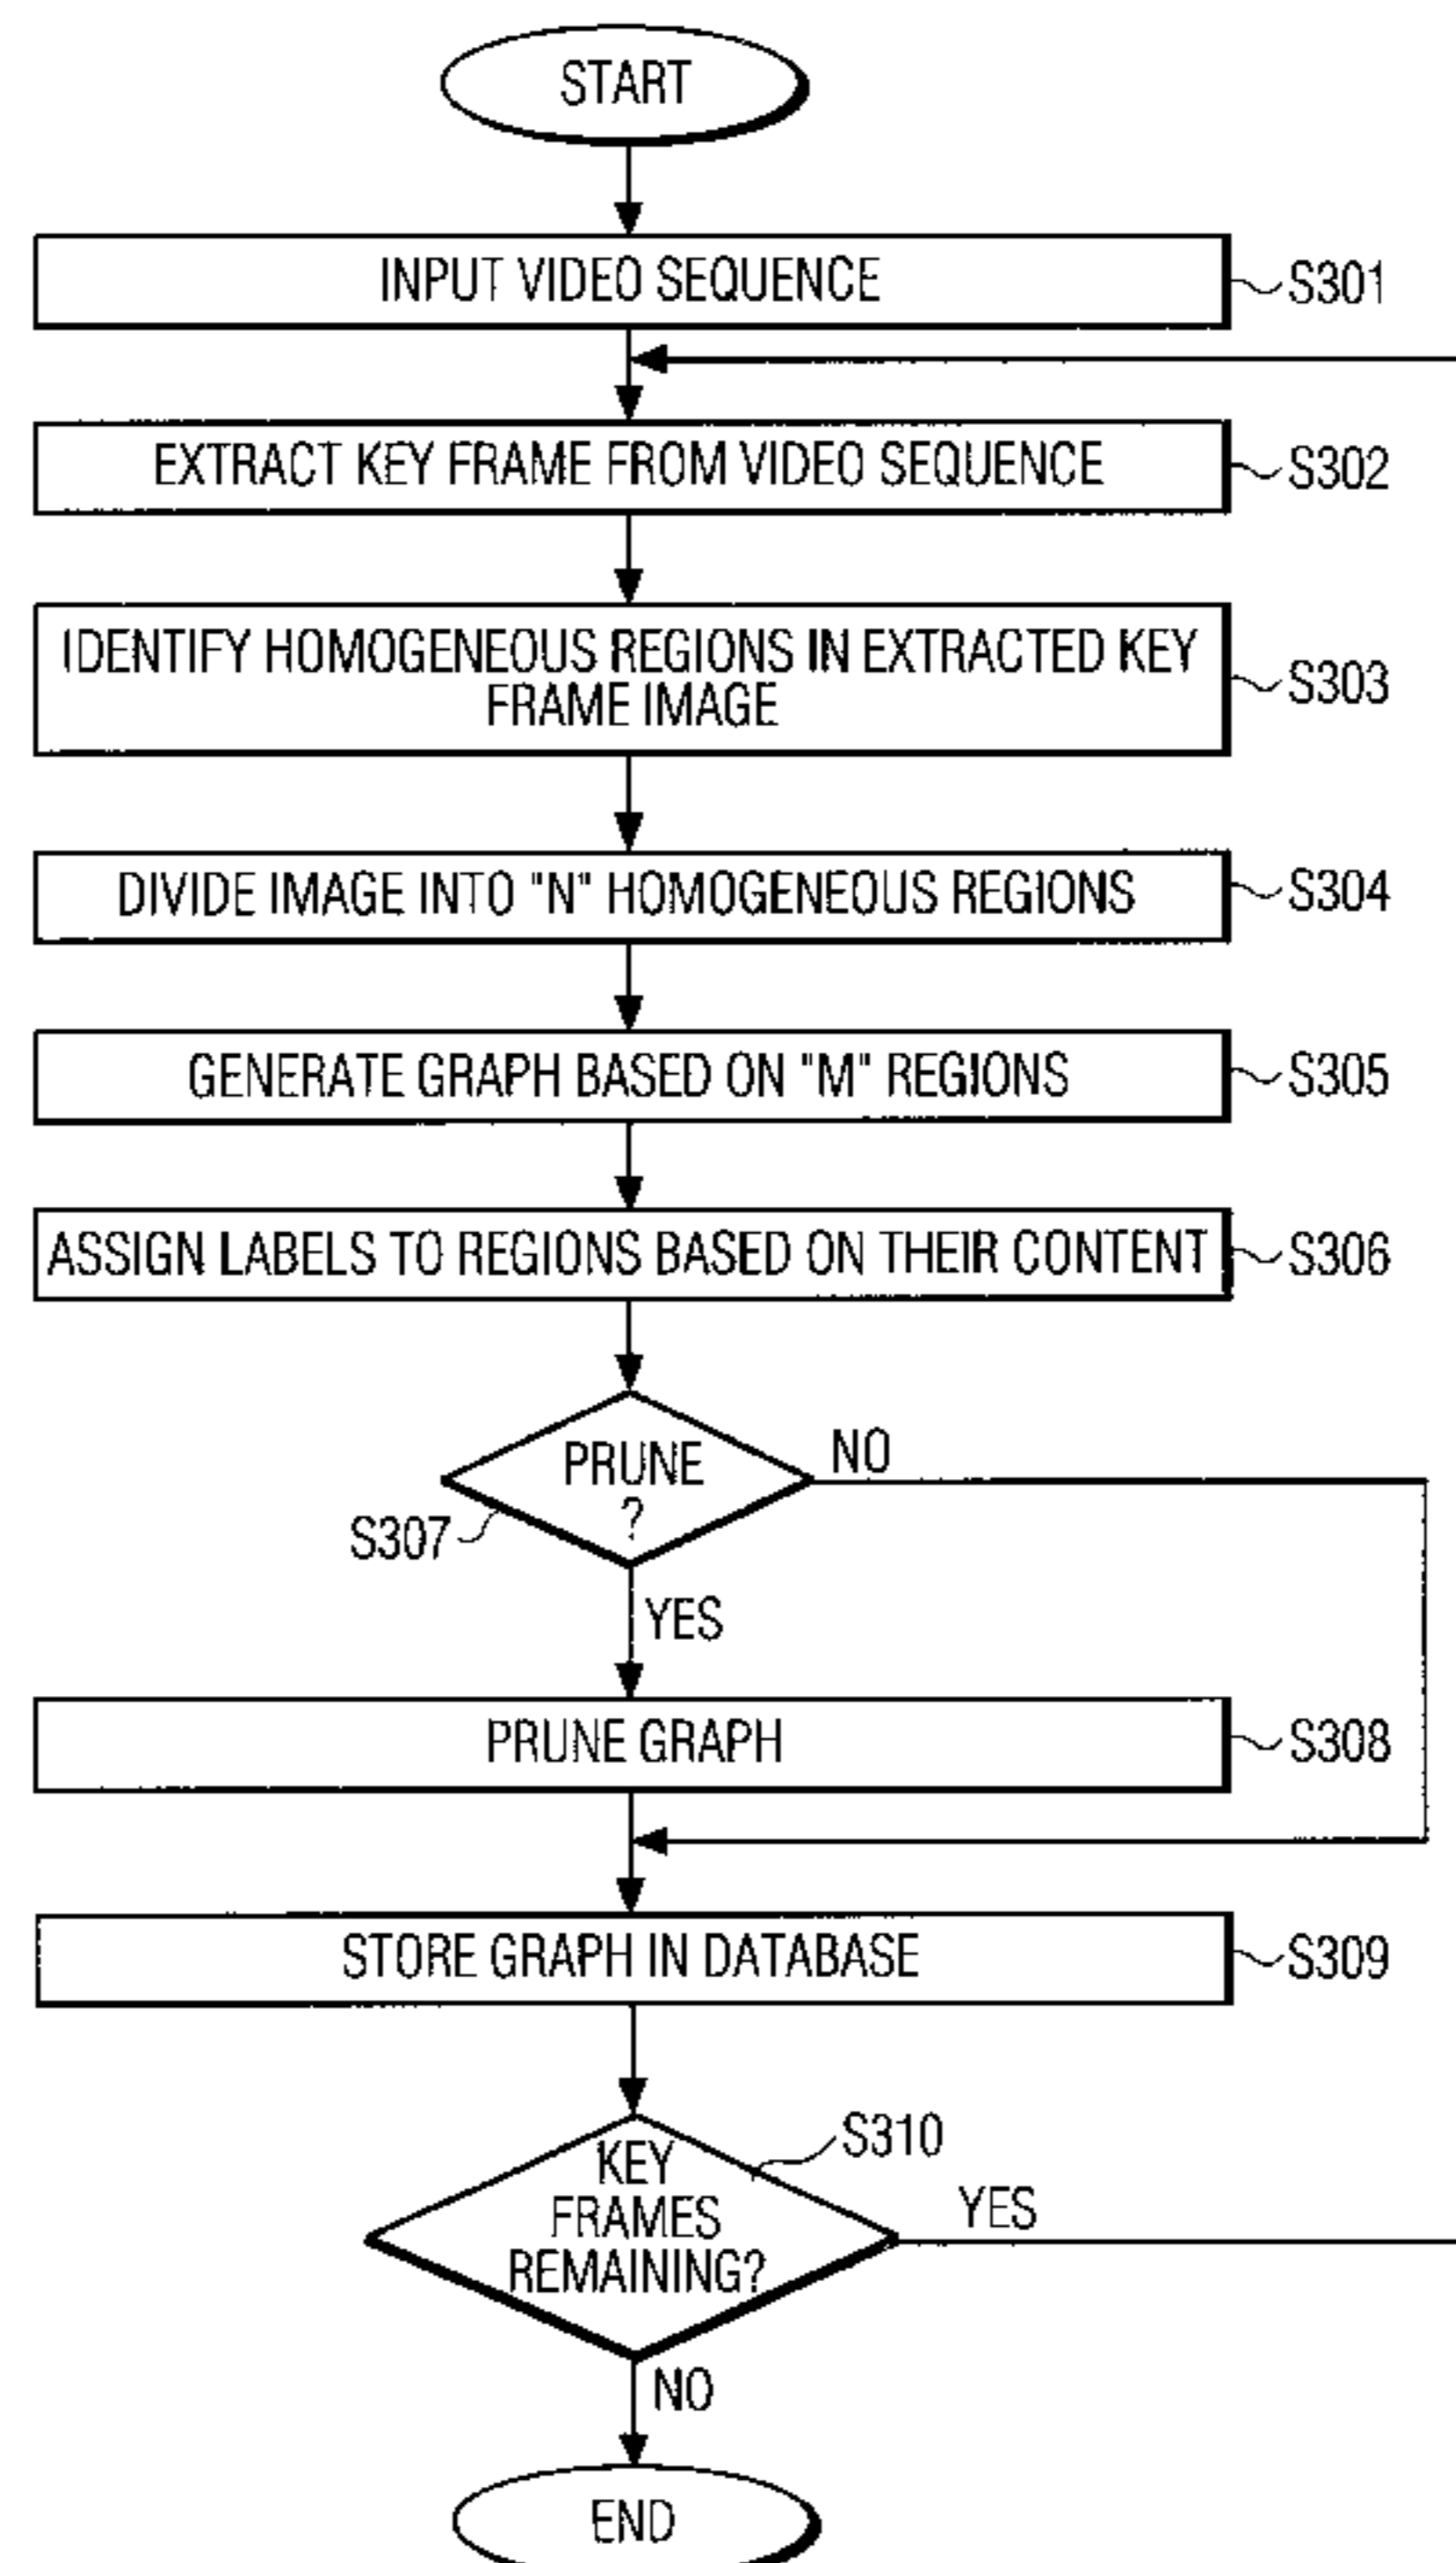 START
INPUT VIDEO SEQUENCE
S301
EXTRACT KEY FRAME FROM VIDEO SEQUENCE
S302
IDENTIFY HOMOGENEOUS REGIONS IN EXTRACTED KEY
FRAME IMAGE
S303
DIVIDE IMAGE INTO "N" HOMOGENEOUS REGIONS
S304
GENERATE GRAPH BASED ON "M" REGIONS
S305
ASSIGN LABELS TO REGIONS BASED ON THEIR CONTENT
S306
PRUNE
?
NO
S307
YES
PRUNE GRAPH
S308
STORE GRAPH IN DATABASE
S309
S310
KEY
FRAMES
REMAINING?
YES
NO
END